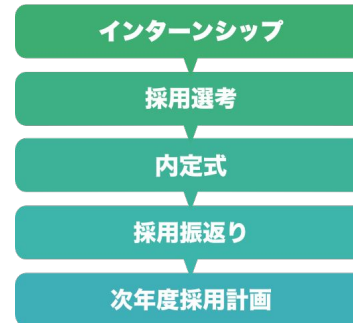 インターンシップ
採用選考
内定式
採用振返り
次年度採用計画